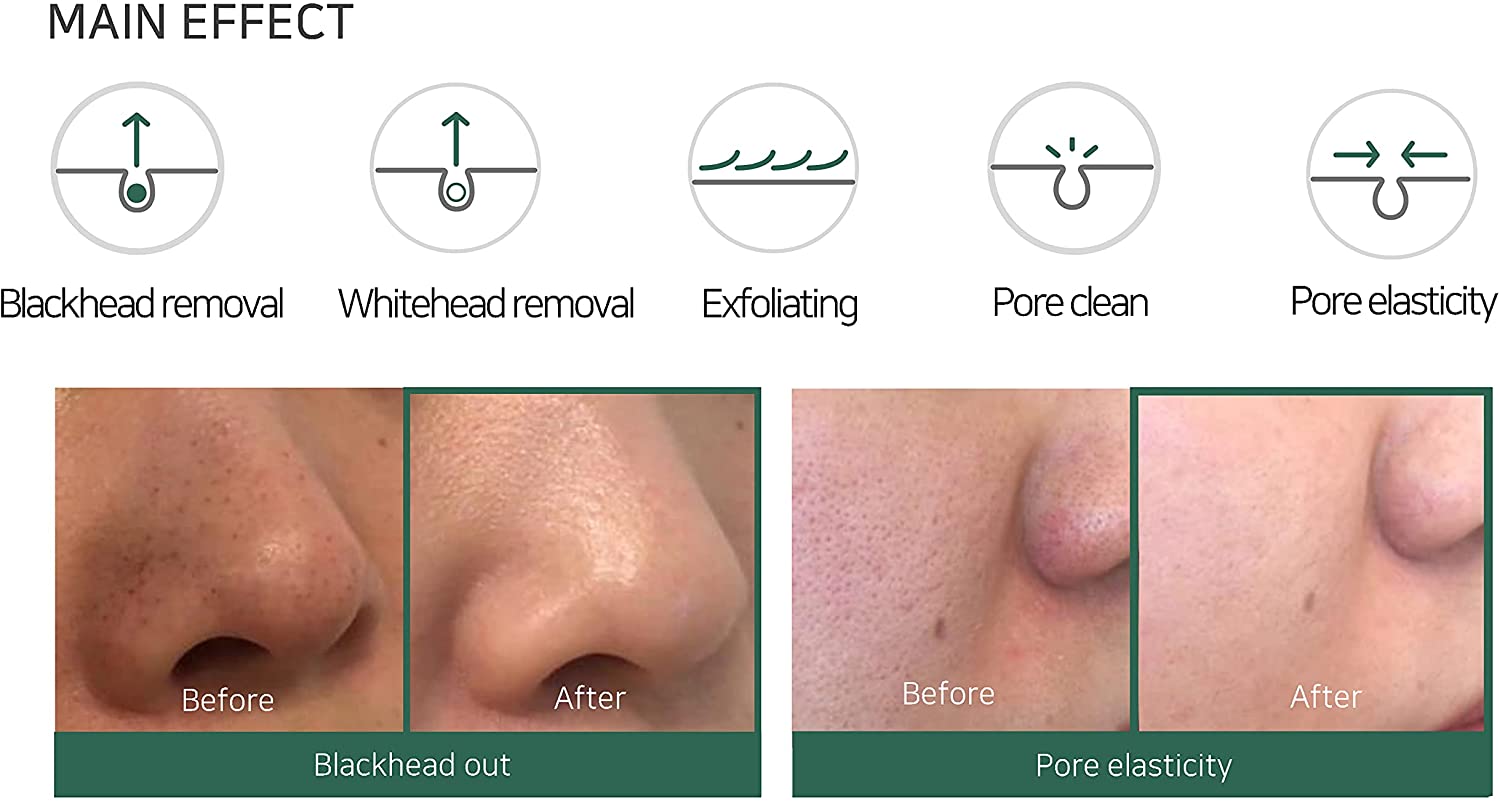 MAIN EFFECT
Blackhead removal
Whitehead removal
Exfoliating
Pore clean
Pore elasticity
Before
After
Before
After
Blackhead out
Pore elasticity